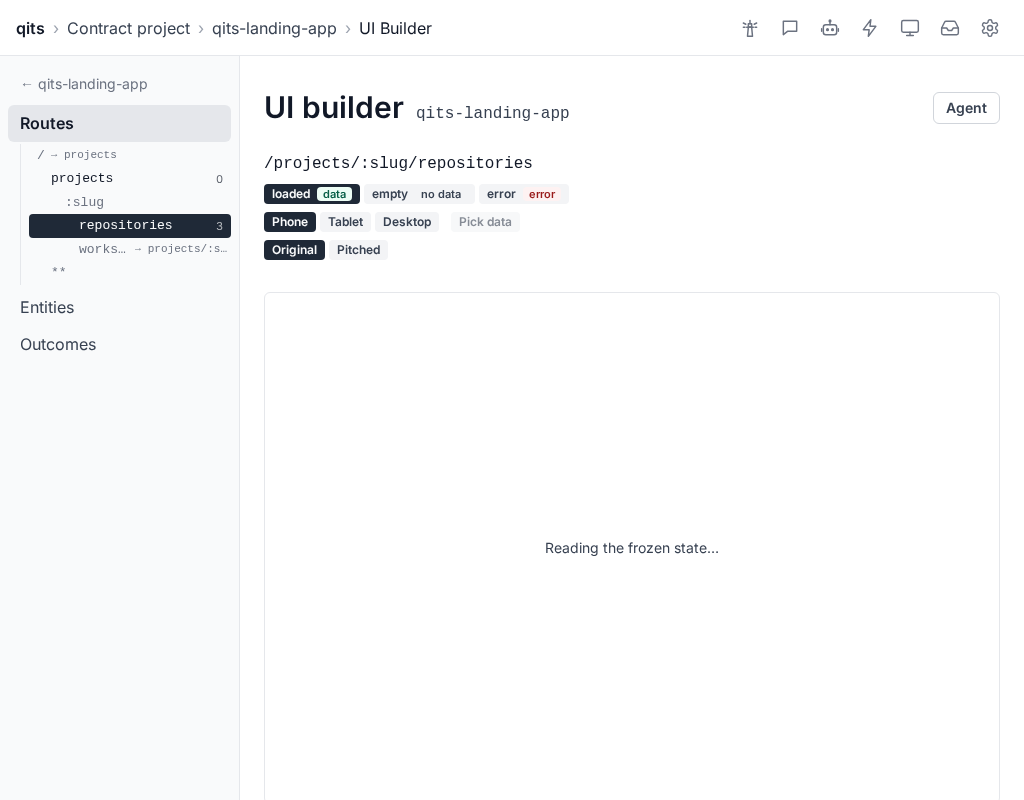 qits › Contract project › qits-landing-app › UI Builder
← qits-landing-app
Routes
/ → projects
projects 0
:slug
repositories 3
works… → projects/:s…
**
Entities
Outcomes
UI builder qits-landing-app
Agent
/projects/:slug/repositories
loaded data empty no data error error
Phone Tablet Desktop Pick data
Original Pitched
Reading the frozen state...